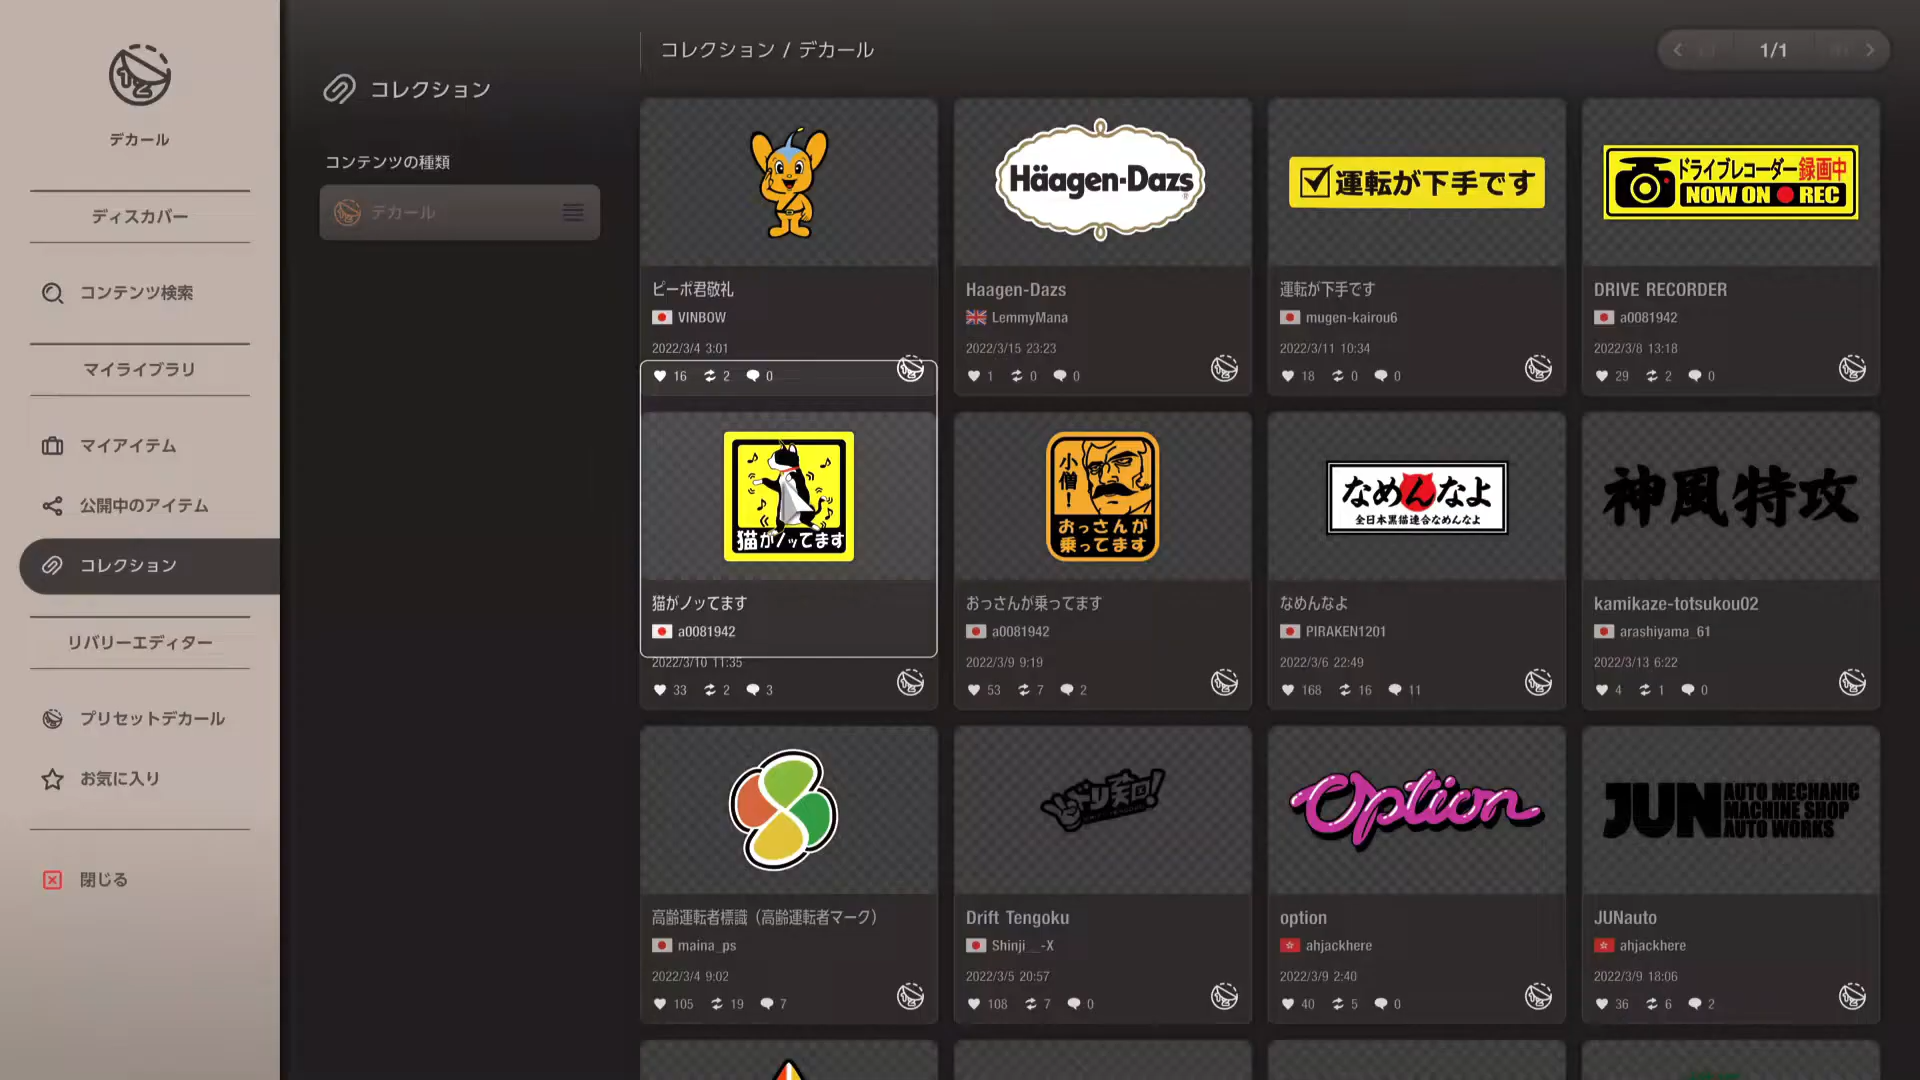 デカール
ディスカバー
コンテンツ検索
マイライブラリ
マイアイテム
公開中のアイテム
コレクション
リバリーエディター
プリセットデカール
お気に入り
閉じる
コレクション
コンテンツの種類
デカール
コレクション / デカール
1/1
ピーポ君敬礼
VINBOW
2022/3/4 3:01
16 2 0
Häagen-Dazs
Haagen-Dazs
LemmyMana
2022/3/15 23:23
1 0 0
運転が下手です
運転が下手です
mugen-kairou6
2022/3/11 10:34
18 0 0
ドライブレコーダー録画中
NOW ON REC
DRIVE RECORDER
a0081942
2022/3/8 13:18
29 2 0
猫がノッてます
猫がノッてます
a0081942
2022/3/10 11:35
33 2 3
小僧!
おっさんが
乗ってます
おっさんが乗ってます
a0081942
2022/3/9 9:19
53 7 2
なめんなよ
全日本黒猫連合なめんなよ
なめんなよ
PIRAKEN1201
2022/3/6 22:49
168 16 11
神風特攻
kamikaze-totsukou02
arashiyama_61
2022/3/13 6:22
4 1 0
高齢運転者標識（高齢運転者マーク）
maina_ps
2022/3/4 9:02
105 19 7
Drift Tengoku
Shinji__-X
2022/3/5 20:57
108 7 0
Option
option
ahjackhere
2022/3/9 2:40
40 5 0
JUN
AUTO MECHANIC
MACHINE SHOP
AUTO WORKS
JUNauto
ahjackhere
2022/3/9 18:06
36 6 2